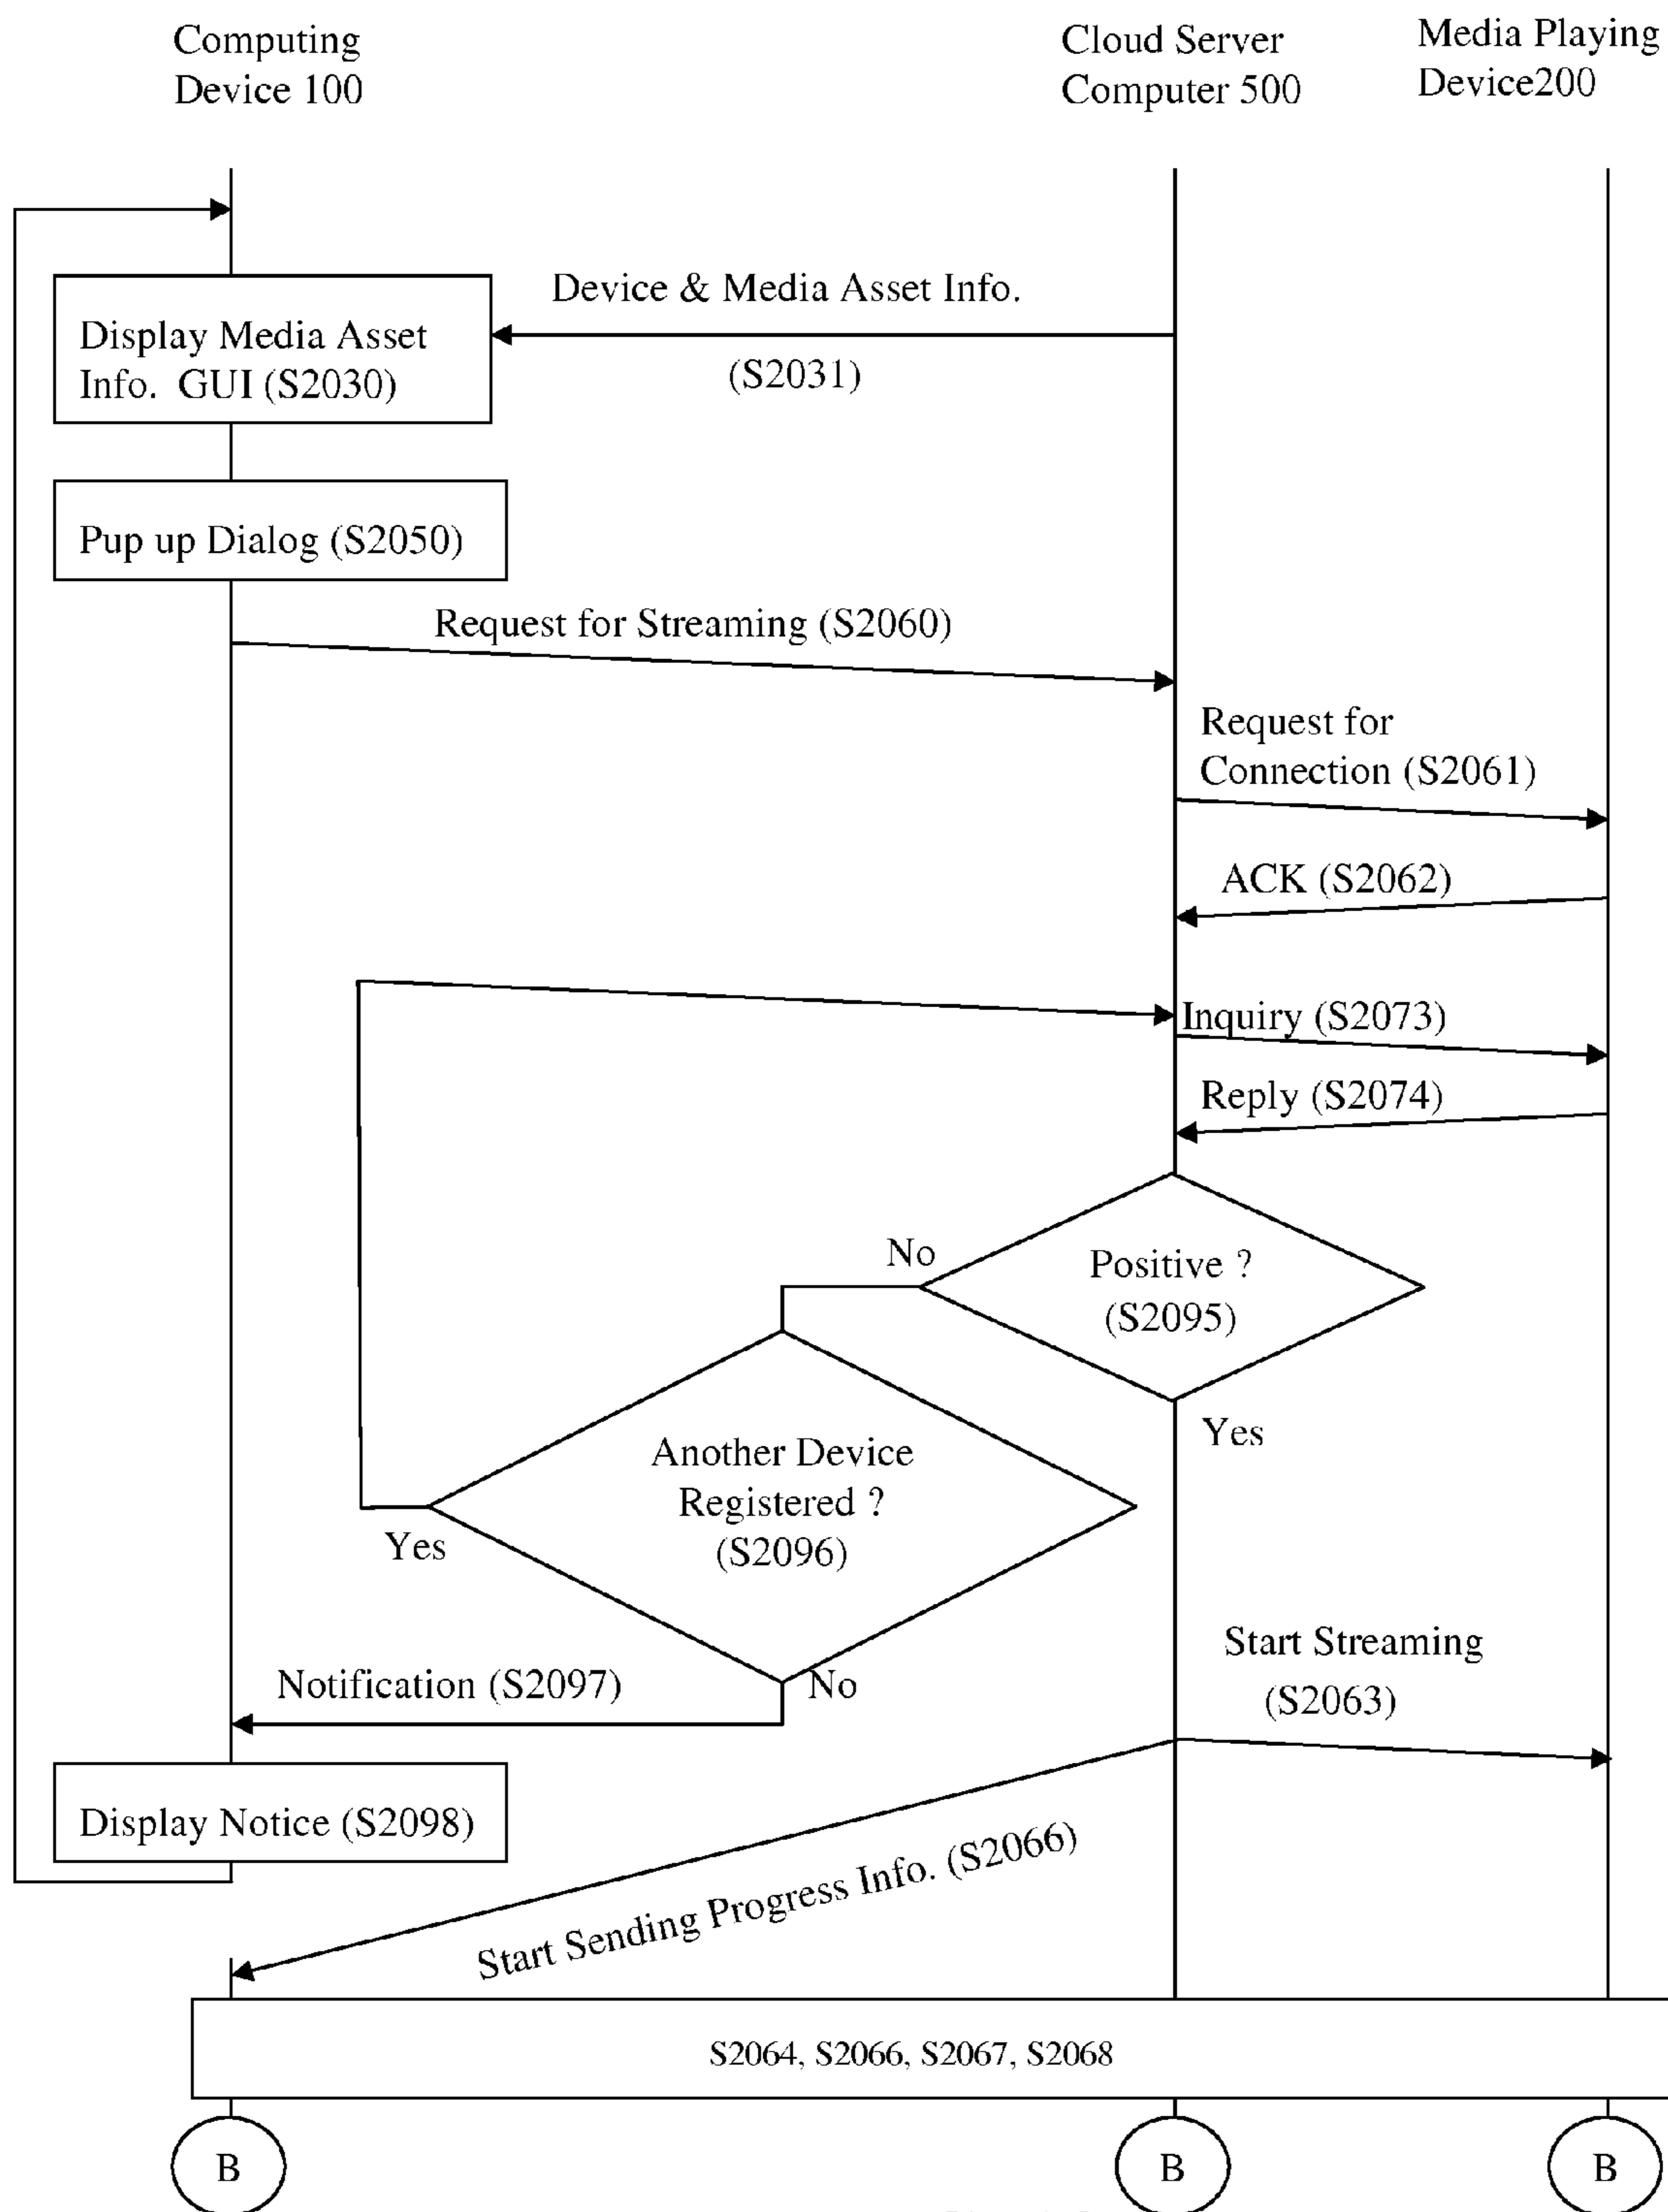 Computing
Device 100
Cloud Server
Computer 500
Media Playing
Device200
Device & Media Asset Info.
(S2031)
Display Media Asset
Info. GUI (S2030)
Pup up Dialog (S2050)
Request for Streaming (S2060)
Request for
Connection (S2061)
ACK (S2062)
Inquiry (S2073)
Reply (S2074)
No
Positive ?
(S2095)
Yes
Another Device
Registered ?
(S2096)
Yes
Start Streaming
(S2063)
Notification (S2097)
No
Display Notice (S2098)
Start Sending Progress Info. (S2066)
S2064, S2066, S2067, S2068
B
B
B